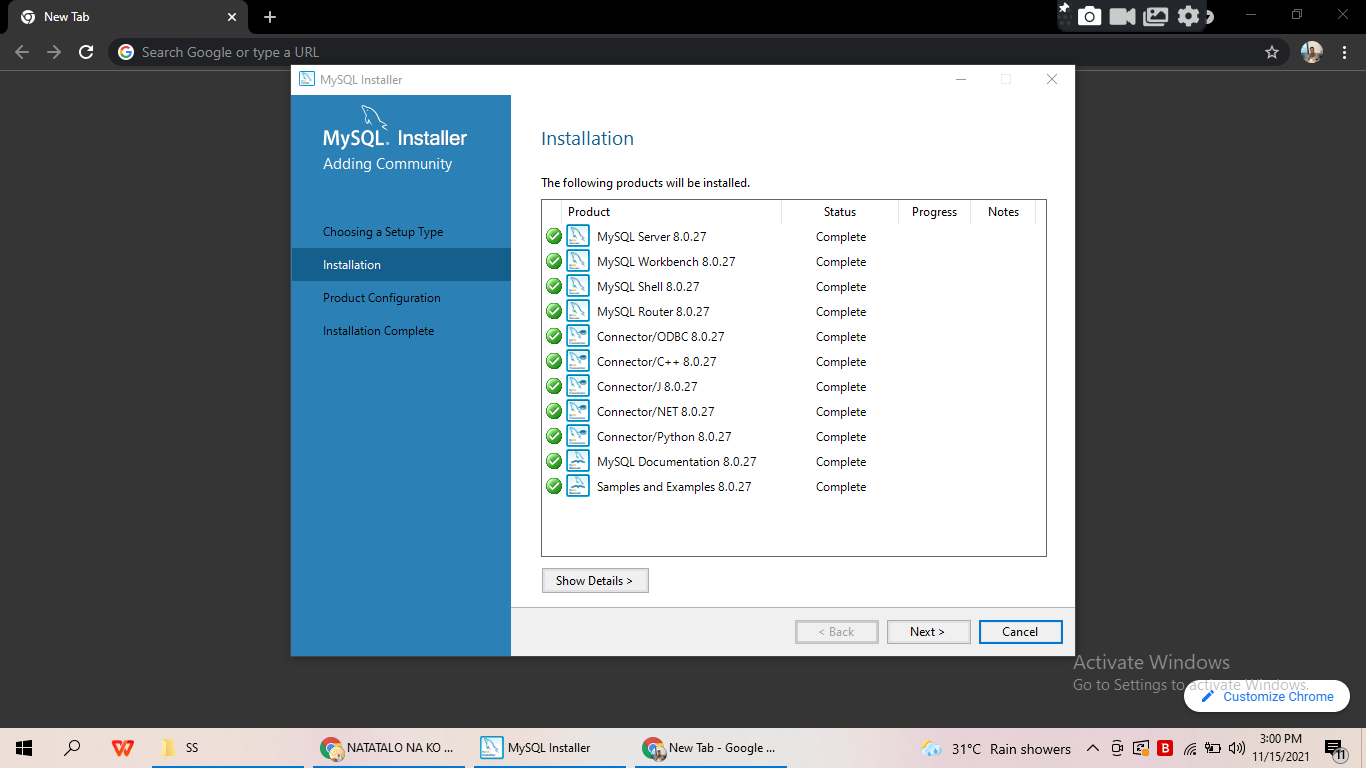 New Tab
Search Google or type a URL
MySQL Installer
MySQL. Installer
Adding Community
Choosing a Setup Type
Installation
Product Configuration
Installation Complete
Installation
The following products will be installed.
Product Status Progress Notes
MySQL Server 8.0.27 Complete
MySQL Workbench 8.0.27 Complete
MySQL Shell 8.0.27 Complete
MySQL Router 8.0.27 Complete
Connector/ODBC 8.0.27 Complete
Connector/C++ 8.0.27 Complete
Connector/J 8.0.27 Complete
Connector/NET 8.0.27 Complete
Connector/Python 8.0.27 Complete
MySQL Documentation 8.0.27 Complete
Samples and Examples 8.0.27 Complete
Show Details >
< Back Next > Cancel
Activate Windows
Go to Settings to activate Windows.
Customize Chrome
SS NATATALO NA KO ... MySQL Installer New Tab - Google ... 31°C Rain showers B 3:00 PM
11/15/2021 11